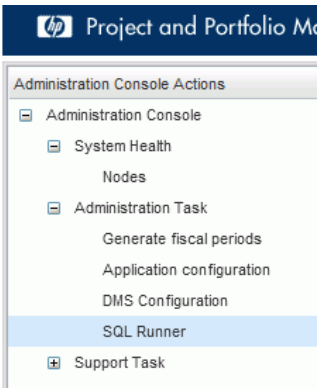 hp Project and Portfolio M
Administration Console Actions
Administration Console
System Health
Nodes
Administration Task
Generate fiscal periods
Application configuration
DMS Configuration
SQL Runner
Support Task